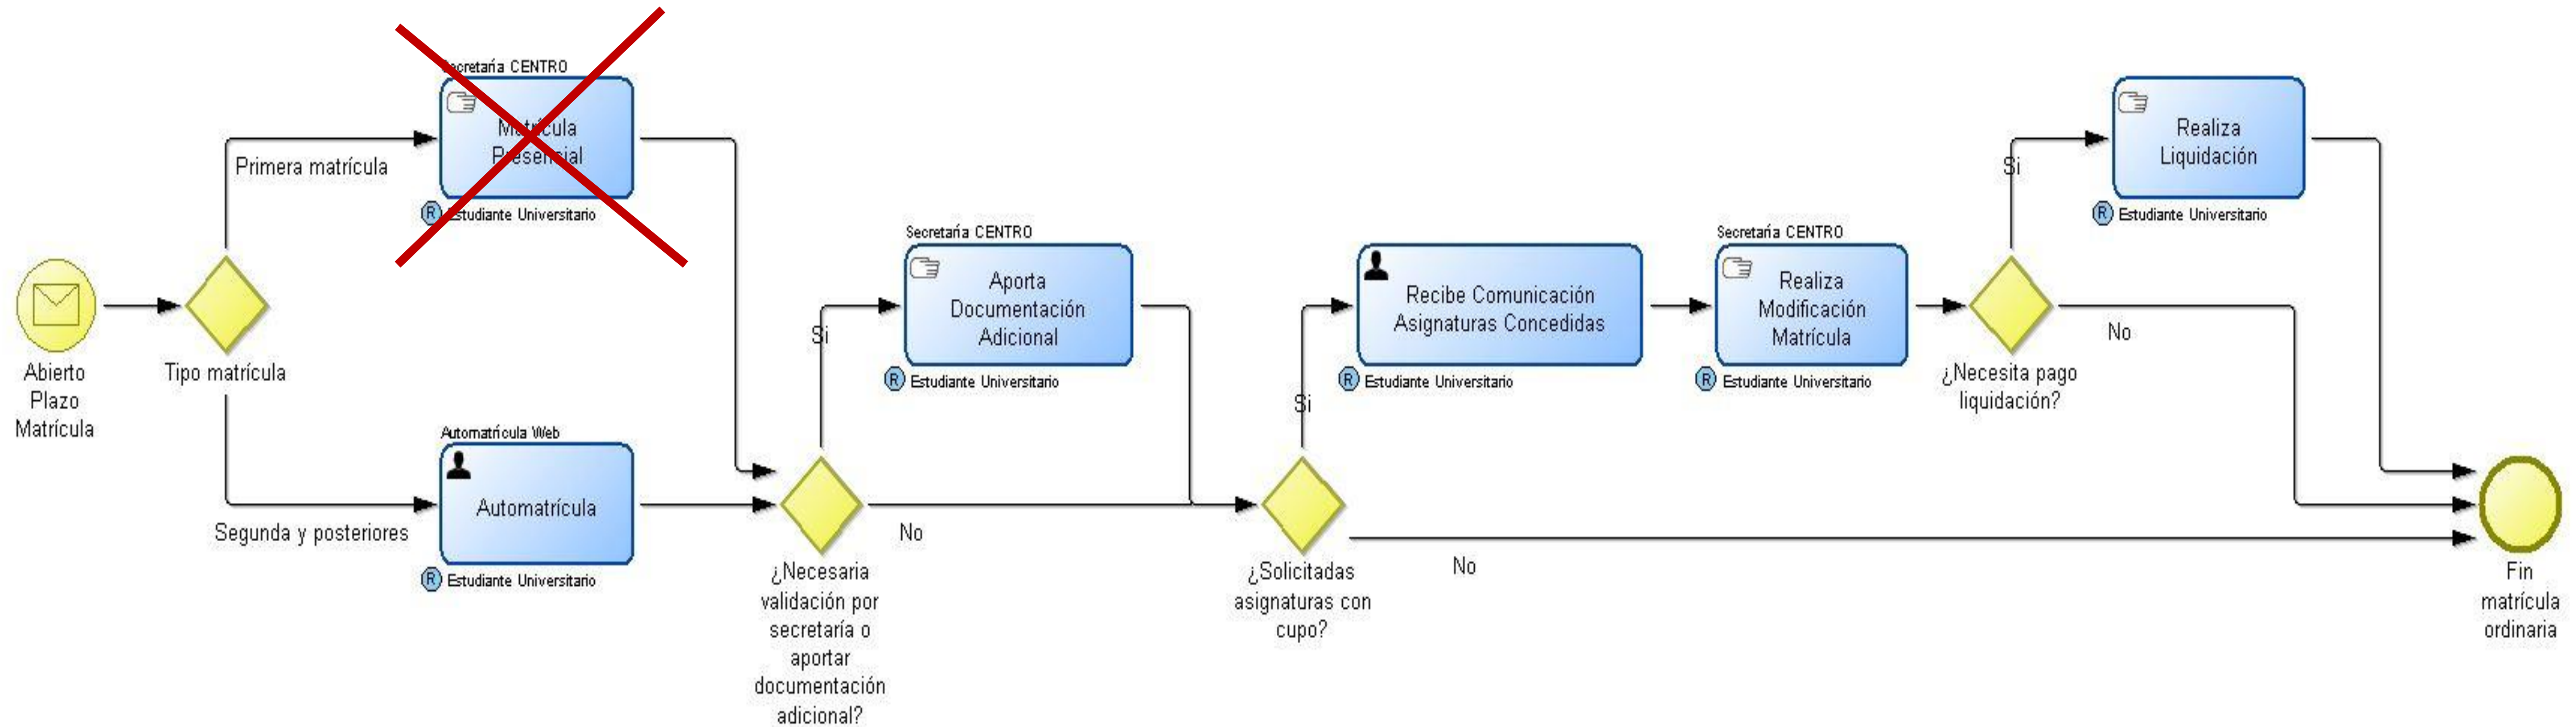 Secretaría CENTRO
Matrícula
Presencial
Estudiante Universitario
Primera matrícula
Abierto
Plazo
Matrícula
Tipo matrícula
Segunda y posteriores
Automatrícula Web
Automatrícula
R Estudiante Universitario
¿Necesaria
validación por
secretaría o
aportar
documentación
adicional?
Si
No
Secretaría CENTRO
Aporta
Documentación
Adicional
R Estudiante Universitario
¿Solicitadas
asignaturas con
cupo?
Si
No
Recibe Comunicación
Asignaturas Concedidas
R Estudiante Universitario
Secretaría CENTRO
Realiza
Modificación
Matrícula
R Estudiante Universitario
¿Necesita pago
liquidación?
Si
No
Realiza
Liquidación
R Estudiante Universitario
Fin
matrícula
ordinaria